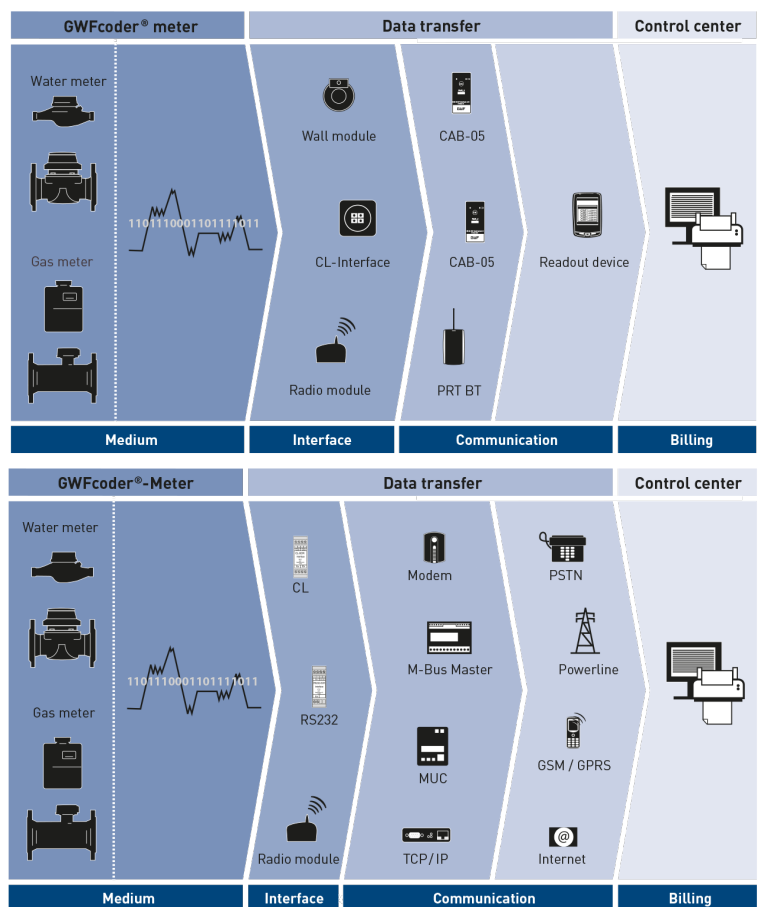 GWFcoder® meter
Data transfer
Control center
Water meter
Wall module
CAB-05
11011100011011111011
Gas meter
CL-Interface
CAB-05
Readout device
Radio module
PRT BT
Medium
Interface
Communication
Billing
GWFcoder®-Meter
Data transfer
Control center
Water meter
CL
Modem
PSTN
M-Bus Master
Powerline
11011100011011111011
Gas meter
RS232
MUC
GSM / GPRS
Radio module
TCP/IP
@
Internet
Medium
Interface
Communication
Billing